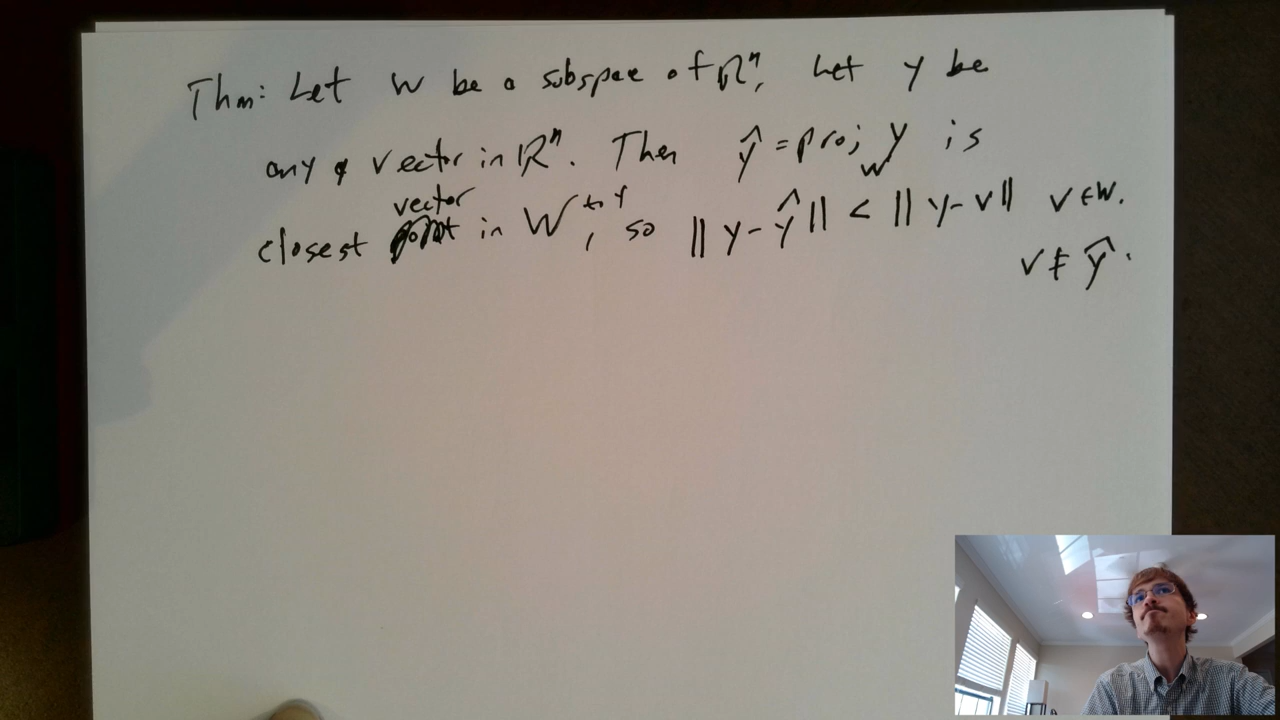 Thm: Let W be a subspace of ℝⁿ, Let y be
any vector in ℝⁿ. Then ŷ = proj_W y is
closest vector in W to y, so ‖y - ŷ‖ < ‖y - v‖ v ∈ W.
v ≠ ŷ.